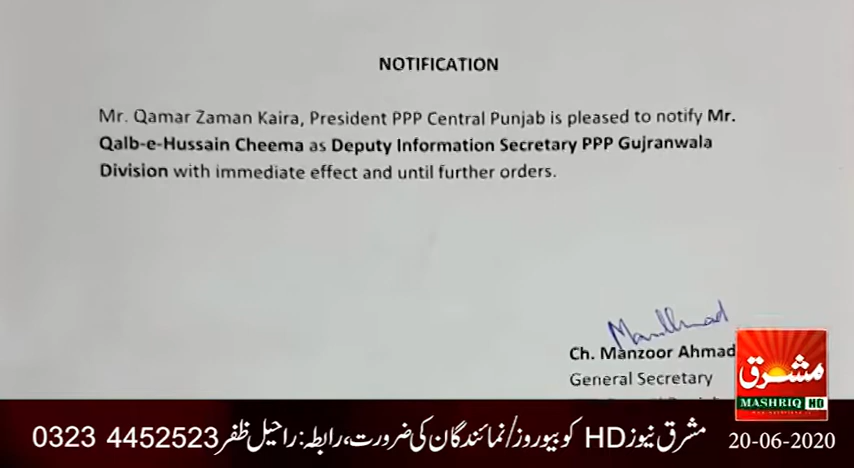 NOTIFICATION
Mr. Qamar Zaman Kaira, President PPP Central Punjab is pleased to notify Mr.
Qalb-e-Hussain Cheema as Deputy Information Secretary PPP Gujranwala
Division with immediate effect and until further orders.
Ch. Manzoor Ahmad
General Secretary
مشرق
MASHRIQ HD
مشرق نیوز HD کو بیوروز/نمائندگان کی ضرورت، رابطہ: راحیل ظفر 0323 4452523
20-06-2020